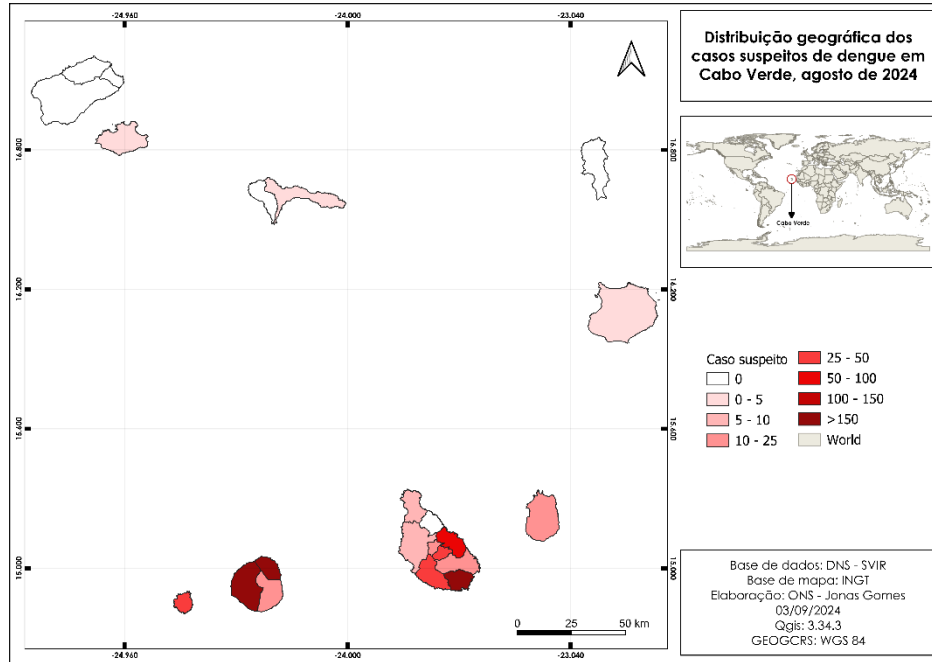 -24.960
-24.000
-23.040
Distribuição geográfica dos
casos suspeitos de dengue em
Cabo Verde, agosto de 2024
16.800
16.800
Cabo Verde
16.200
16.200
Caso suspeito
0
0 - 5
5 - 10
10 - 25
25 - 50
50 - 100
100 - 150
>150
World
15.600
15.600
15.000
15.000
0 25 50 km
-24.960
-24.000
-23.040
Base de dados: DNS - SVIR
Base de mapa: INGT
Elaboração: ONS - Jonas Gomes
03/09/2024
Qgis: 3.34.3
GEOGCRS: WGS 84